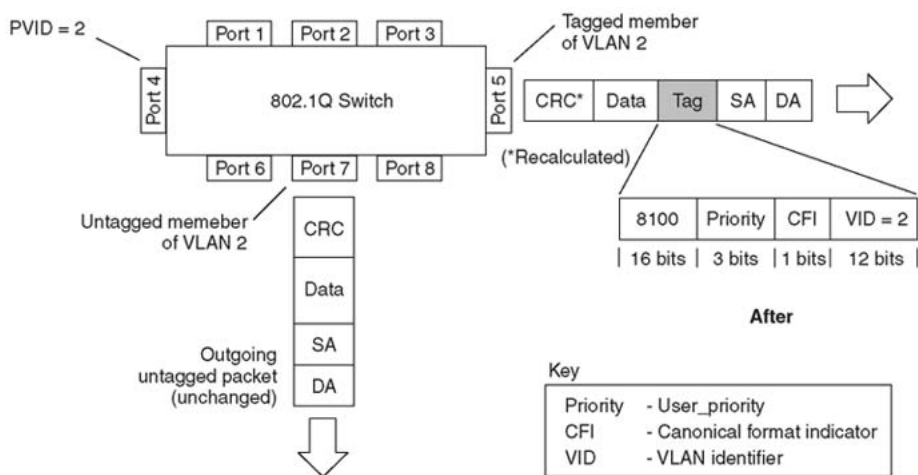 PVID = 2
Port 1
Port 2
Port 3
Port 4
802.1Q Switch
Port 5
Port 6
Port 7
Port 8
Tagged member
of VLAN 2
CRC*
Data
Tag
SA
DA
(*Recalculated)
8100
Priority
CFI
VID = 2
16 bits
3 bits
1 bits
12 bits
After
Untagged memeber
of VLAN 2
CRC
Data
SA
DA
Outgoing
untagged packet
(unchanged)
Key
Priority - User_priority
CFI - Canonical format indicator
VID - VLAN identifier